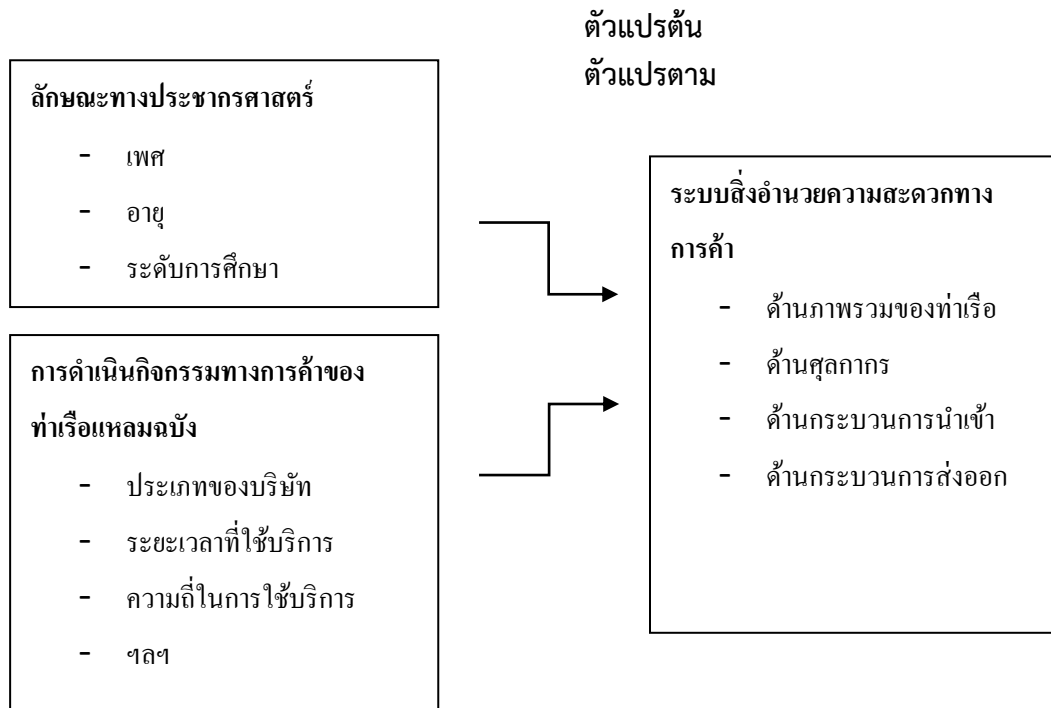 ตัวแปรต้น
ตัวแปรตาม
ลักษณะทางประชากรศาสตร์
- เพศ
- อายุ
- ระดับการศึกษา
การดำเนินกิจกรรมทางการค้าของ
ท่าเรือแหลมฉบัง
- ประเภทของบริษัท
- ระยะเวลาที่ใช้บริการ
- ความถี่ในการใช้บริการ
- ฯลฯ
ระบบสิ่งอำนวยความสะดวกทาง
การค้า
- ด้านภาพรวมของท่าเรือ
- ด้านศุลกากร
- ด้านกระบวนการนำเข้า
- ด้านกระบวนการส่งออก